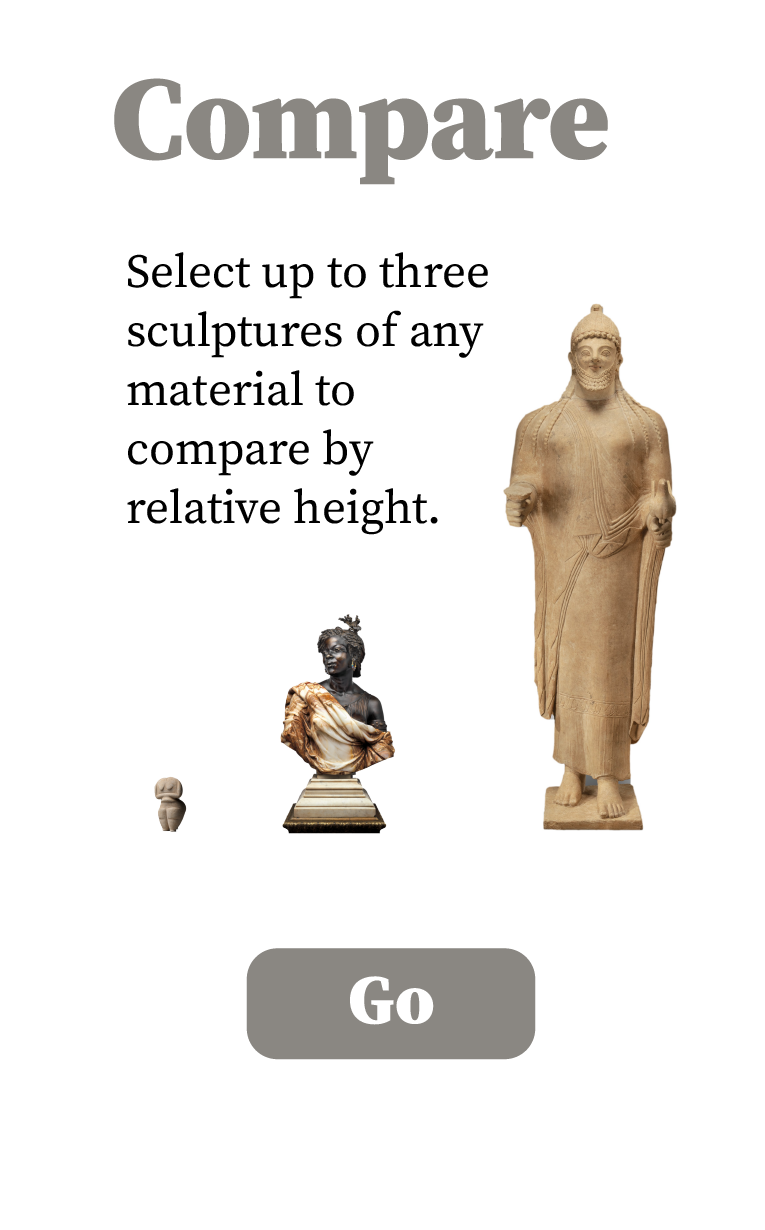 Compare
Select up to three
sculptures of any
material to
compare by
relative height.
Go